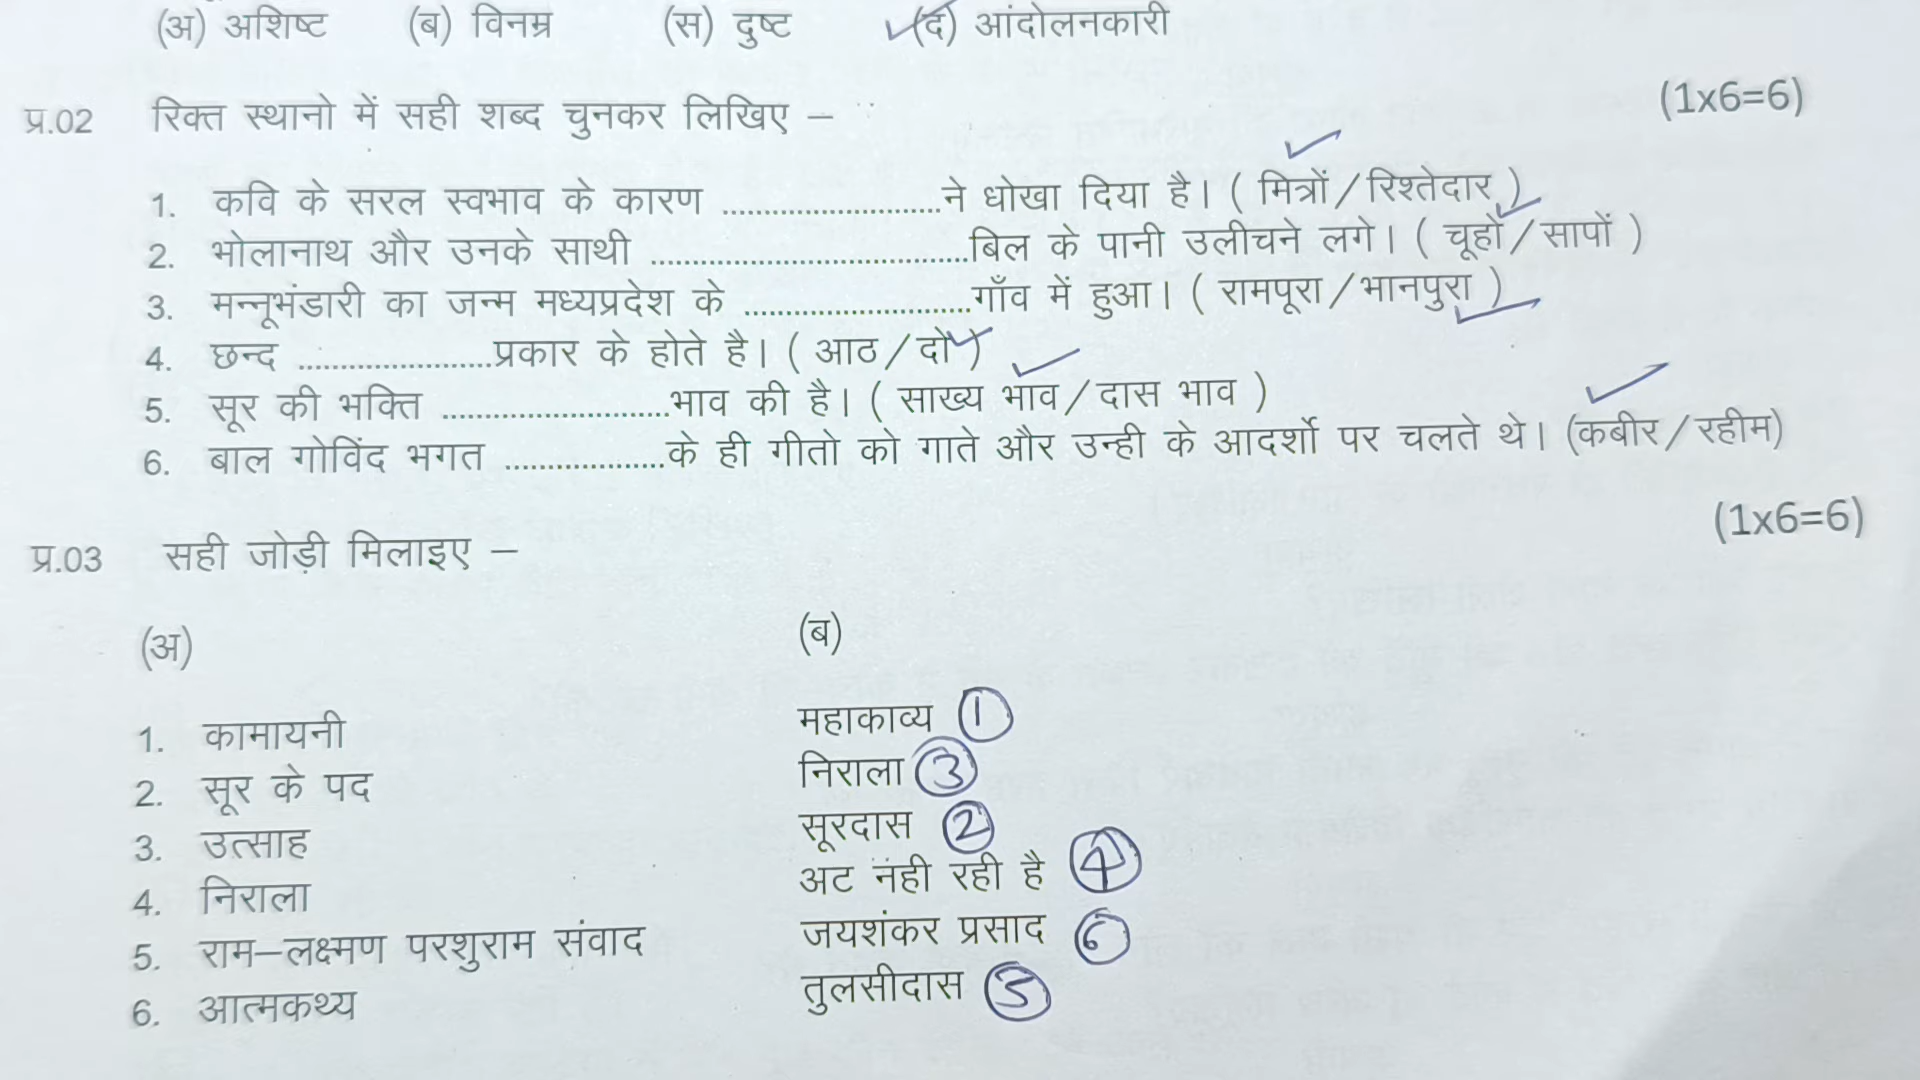 (अ) अशिष्ट (ब) विनम्र (स) दुष्ट ✓(द) आंदोलनकारी
प्र.02 रिक्त स्थानो में सही शब्द चुनकर लिखिए – (1x6=6)
1. कवि के सरल स्वभाव के कारण ..........................ने धोखा दिया है। ( मित्रों / रिश्तेदार )
2. भोलानाथ और उनके साथी ......................................बिल के पानी उलीचने लगे। ( चूहों / सापों )
3. मन्नूभंडारी का जन्म मध्यप्रदेश के ...........................गाँव में हुआ। ( रामपूरा / भानपुरा )
4. छन्द .......................प्रकार के होते है। ( आठ / दो )
5. सूर की भक्ति ...........................भाव की है। ( साख्य भाव / दास भाव )
6. बाल गोविंद भगत ...................के ही गीतो को गाते और उन्ही के आदर्शो पर चलते थे। (कबीर / रहीम)
प्र.03 सही जोड़ी मिलाइए – (1x6=6)
(अ) (ब)
1. कामायनी महाकाव्य 1
2. सूर के पद निराला 3
3. उत्साह सूरदास 2
4. निराला अट नंही रही है 4
5. राम–लक्ष्मण परशुराम संवाद जयशंकर प्रसाद 6
6. आत्मकथ्य तुलसीदास 5